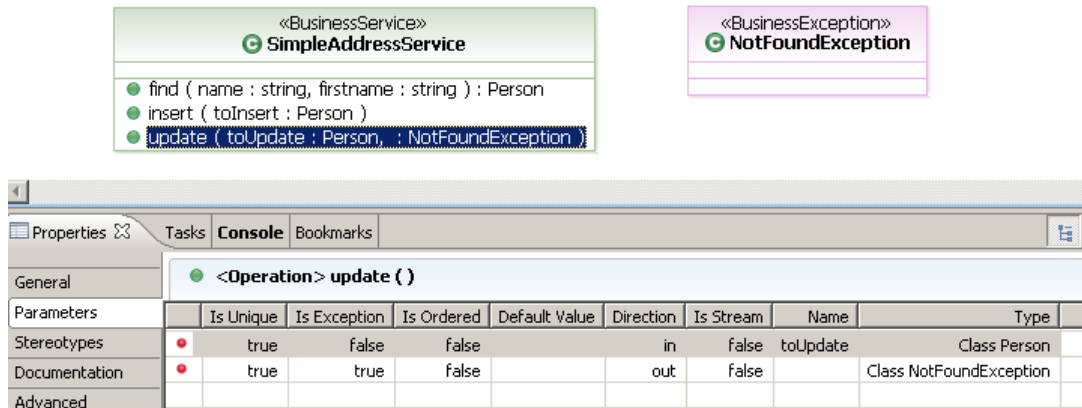 «BusinessService»
SimpleAddressService
find ( name : string, firstname : string ) : Person
insert ( toInsert : Person )
update ( toUpdate : Person,  : NotFoundException )
«BusinessException»
NotFoundException
Properties Tasks Console Bookmarks
<Operation> update ( )
General
Parameters
Stereotypes
Documentation
Advanced
Is Unique Is Exception Is Ordered Default Value Direction Is Stream Name Type
true false false in false toUpdate Class Person
true true false out false Class NotFoundException